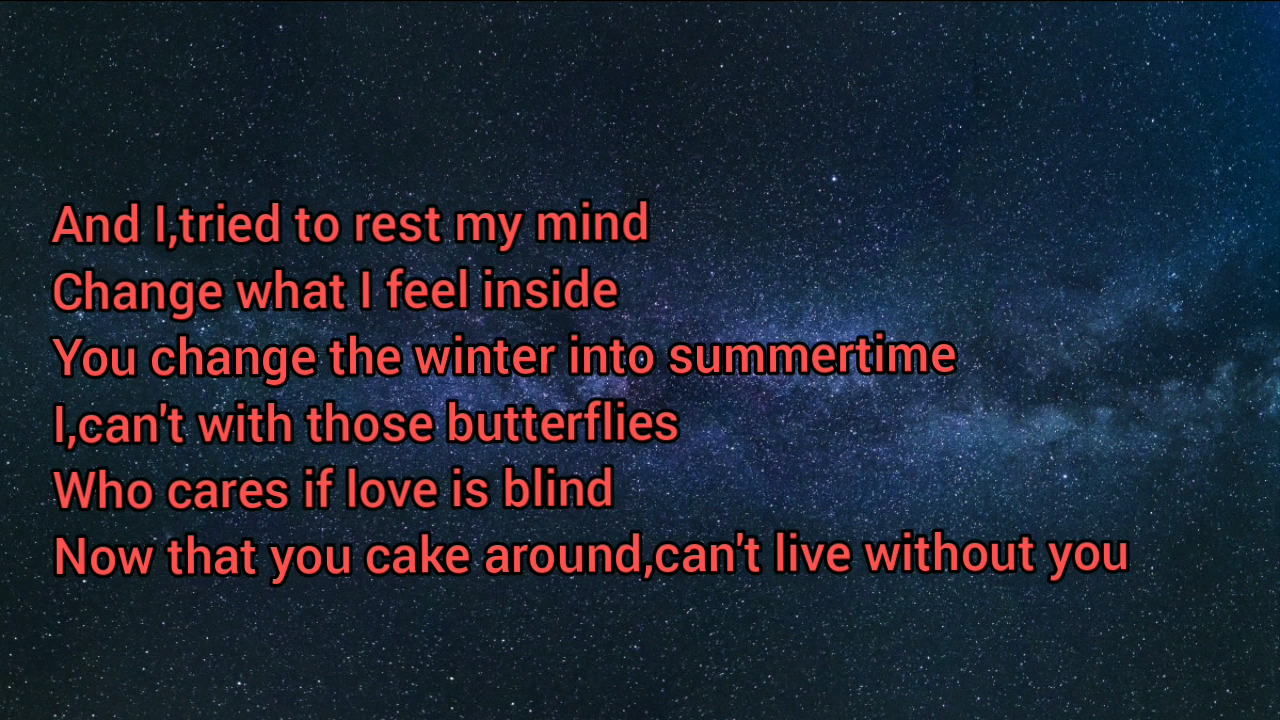 And I,tried to rest my mind
Change what I feel inside
You change the winter into summertime
I,can't with those butterflies
Who cares if love is blind
Now that you cake around,can't live without you